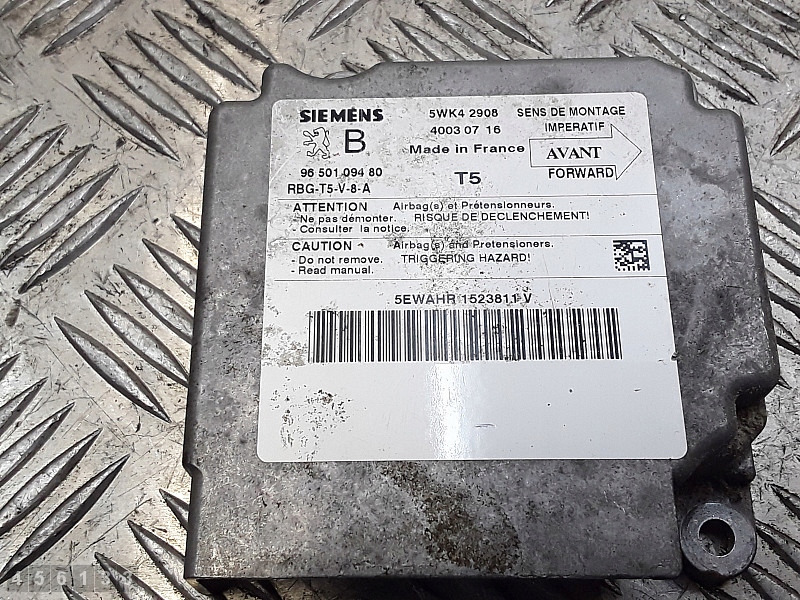 SIEMENS 5WK4 2908 SENS DE MONTAGE
B 4003 07 16 IMPERATIF
Made in France AVANT
96 501 094 80 T5 FORWARD
RBG-T5-V-8-A
ATTENTION Airbag(s) et Prétensionneurs.
- Ne pas démonter. RISQUE DE DECLENCHEMENT!
- Consulter la notice.
CAUTION Airbag(s) and Pretensioners.
- Do not remove. TRIGGERING HAZARD!
- Read manual.
5EWAHR 1523811 V